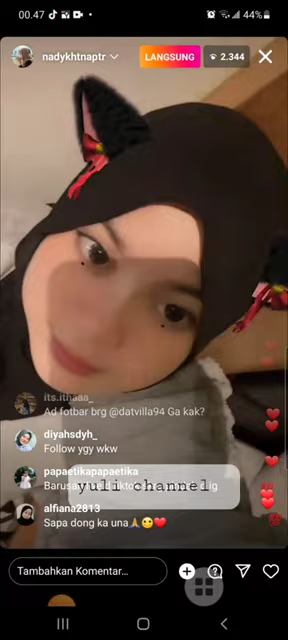 00.47
44%
nadykhtnaptr
LANGSUNG
2.344
its.ithaaa_
Ad fotbar brg @datvilla94 Ga kak?
diyahsdyh_
Follow ygy wkw
papaetikapapaetika
yuli channel
alfiana2813
Sapa dong ka una🙏🙂❤️
Tambahkan Komentar...